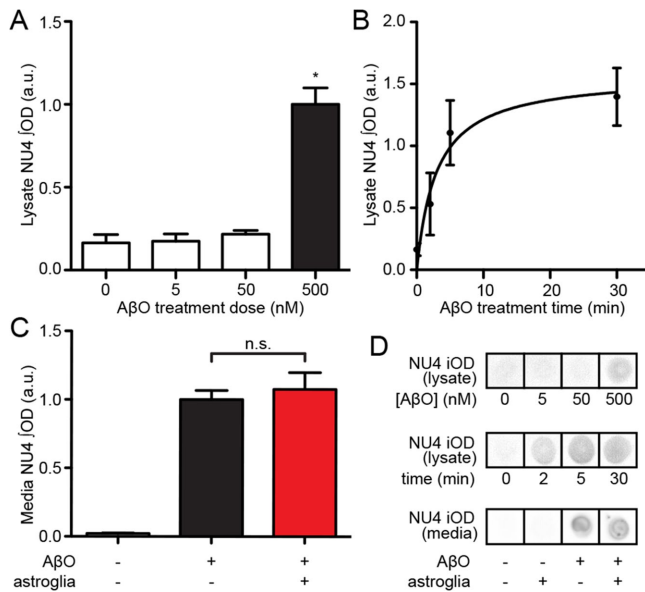 A
Lysate NU4 ∫OD (a.u.)
1.5
1.0
0.5
0.0
*
0 5 50 500
AβO treatment dose (nM)
B
Lysate NU4 ∫OD (a.u.)
2.0
1.5
1.0
0.5
0.0
0 10 20 30
AβO treatment time (min)
C
Media NU4 ∫OD (a.u.)
1.5
1.0
0.5
0.0
n.s.
AβO - + +
astroglia - - +
D
NU4 iOD
(lysate)
[AβO] (nM) 0 5 50 500
NU4 iOD
(lysate)
time (min) 0 2 5 30
NU4 iOD
(media)
AβO - - + +
astroglia - + - +